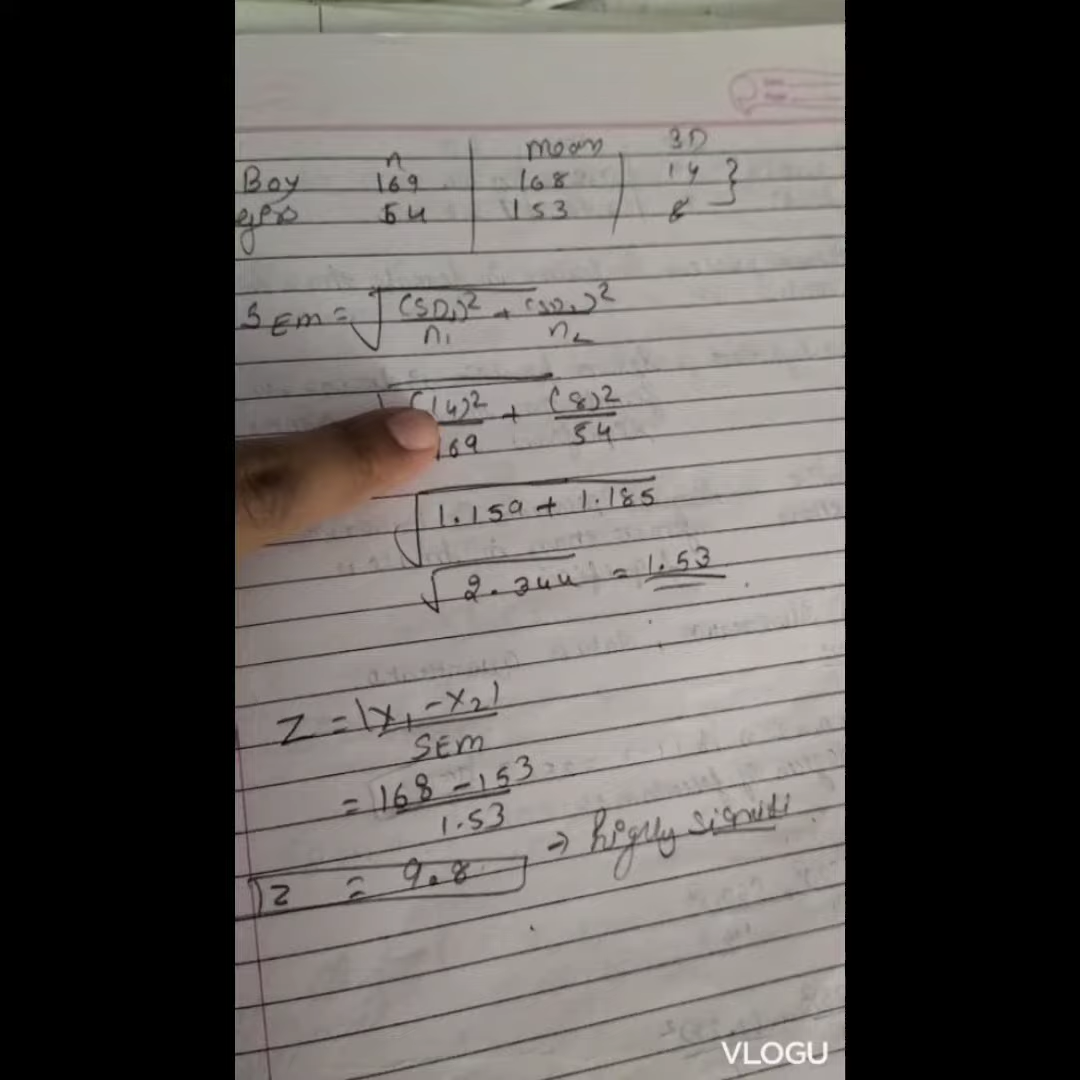 n mean SD
Boy 169 168 14 }
54 153 8
SEM = √(SD₁)²/n₁ + (SD₂)²/n₂
(14)²/169 + (8)²/54
√1.159 + 1.185
√2.344 = 1.53
Z = |X₁ - X₂|/SEM
= 168 - 153/1.53
z = 9.8 → highly
VLOGU